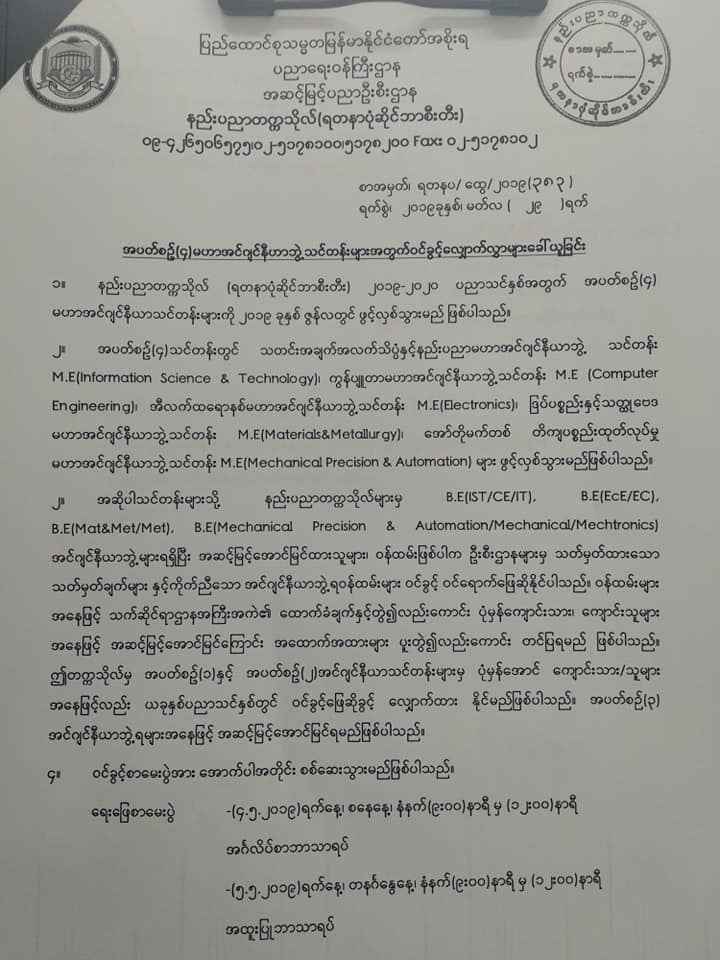 ပြည်ထောင်စုသမ္မတမြန်မာနိုင်ငံတော်အစိုးရ
ပညာရေးဝန်ကြီးဌာန
အဆင့်မြင့်ပညာဦးစီးဌာန
နည်းပညာတက္ကသိုလ်(ရတနာပုံဆိုင်ဘာစီးတီး)
၀၉-၄၂၆၅၀၆၅၇၅၊၀၂-၅၁၇၈၁၀၀၊၅၁၇၈၂၀၀ Fax: ၀၂-၅၁၇၈၁၀၂
စာအမှတ်၊ ရတနပ/ ထွေ/၂၀၁၉(၃၈၃ )
ရက်စွဲ၊ ၂၀၁၉ခုနှစ်၊ မတ်လ ( ၂၉ )ရက်
အပတ်စဥ်(၄)မဟာအင်ဂျင်နီဟာဘွဲ့သင်တန်းများအတွက်ဝင်ခွင့်လျှောက်လွှာများခေါ်ယူခြင်း
၁။ နည်းပညာတက္ကသိုလ် (ရတနာပုံဆိုင်ဘာစီးတီး) ၂၀၁၉-၂၀၂၀ ပညာသင်နှစ်အတွက် အပတ်စဥ်(၄)
မဟာအင်ဂျင်နီယာသင်တန်းများကို ၂၀၁၉ ခုနှစ် ဇွန်လတွင် ဖွင့်လှစ်သွားမည် ဖြစ်ပါသည်။
၂။ အပတ်စဥ်(၄)သင်တန်းတွင် သတင်းအချက်အလက်သိပ္ပံနှင့်နည်းပညာမဟာအင်ဂျင်နီယာဘွဲ့ သင်တန်း
M.E(Information Science & Technology)၊ ကွန်ပျူတာမဟာအင်ဂျင်နီယာဘွဲ့သင်တန်း M.E (Computer
Engineering)၊ အီလက်ထရောနစ်မဟာအင်ဂျင်နီယာဘွဲ့သင်တန်း M.E(Electronics)၊ ဒြပ်ပစ္စည်းနှင့်သတ္တုဗေဒ
မဟာအင်ဂျင်နီယာဘွဲ့သင်တန်း M.E(Materials&Metallurgy)၊ အော်တိုမက်တစ် တိကျပစ္စည်းထုတ်လုပ်မှု
မဟာအင်ဂျင်နီယာဘွဲ့သင်တန်း M.E(Mechanical Precision & Automation) များ ဖွင့်လှစ်သွားမည်ဖြစ်ပါသည်။
၂။ အဆိုပါသင်တန်းများသို့ နည်းပညာတက္ကသိုလ်များမှ B.E(IST/CE/IT), B.E(EcE/EC),
B.E(Mat&Met/Met), B.E(Mechanical Precision & Automation/Mechanical/Mechtronics)
အင်ဂျင်နီယာဘွဲ့များရရှိပြီး အဆင့်မြင့်အောင်မြင်ထားသူများ၊ ဝန်ထမ်းဖြစ်ပါက ဦးစီးဌာနများမှ သတ်မှတ်ထားသော
သတ်မှတ်ချက်များ နှင့်ကိုက်ညီသော အင်ဂျင်နီယာဘွဲ့ရဝန်ထမ်းများ ဝင်ခွင့် ဝင်ရောက်ဖြေဆိုနိုင်ပါသည်။ ဝန်ထမ်းများ
အနေဖြင့် သက်ဆိုင်ရာဌာနအကြီးအကဲ၏ ထောက်ခံချက်နှင့်တွဲ၍လည်းကောင်း ပုံမှန်ကျောင်းသား၊ ကျောင်းသူများ
အနေဖြင့် အဆင့်မြင့်အောင်မြင်ကြောင်း အထောက်အထားများ ပူးတွဲ၍လည်းကောင်း တင်ပြရမည် ဖြစ်ပါသည်။
ဤတက္ကသိုလ်မှ အပတ်စဥ်(၁)နှင့် အပတ်စဥ်(၂)အင်ဂျင်နီယာသင်တန်းများမှ ပုံမှန်အောင် ကျောင်းသား/သူများ
အနေဖြင့်လည်း ယခုနှစ်ပညာသင်နှစ်တွင် ဝင်ခွင့်ဖြေဆိုခွင့် လျှောက်ထား နိုင်မည်ဖြစ်ပါသည်။ အပတ်စဉ်(၃)
အင်ဂျင်နီယာဘွဲ့ရများအနေဖြင့် အဆင့်မြင့်အောင်မြင်ရမည်ဖြစ်ပါသည်။
၄။ ဝင်ခွင့်စာမေးပွဲအား အောက်ပါအတိုင်း စစ်ဆေးသွားမည်ဖြစ်ပါသည်။
ရေးဖြေစာမေးပွဲ -(၄.၅.၂၀၁၉)ရက်နေ့၊ စနေနေ့၊ နံနက်(၉း၀၀)နာရီ မှ (၁၂း၀၀)နာရီ
အင်္ဂလိပ်စာဘာသာရပ်
-(၅.၅.၂၀၁၉)ရက်နေ့၊ တနင်္ဂနွေနေ့၊ နံနက်(၉း၀၀)နာရီ မှ (၁၂း၀၀)နာရီ
အထူးပြုဘာသာရပ်
နည်းပညာတက္ကသိုလ်
စာအမှတ်
ရက်စွဲ
ရတနာပုံဆိုင်ဘာစီးတီး